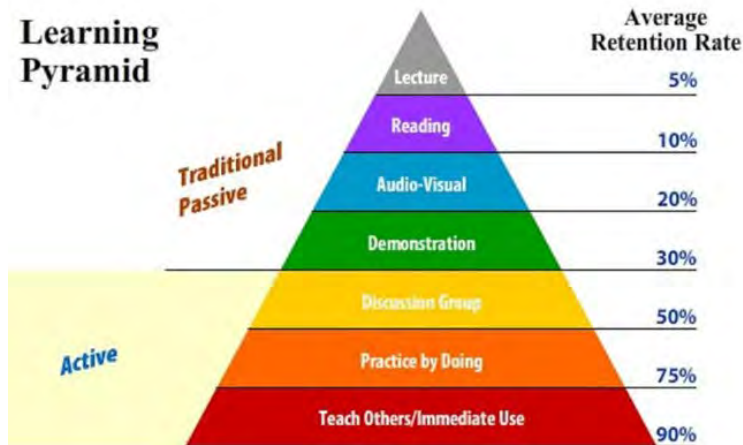 Learning
Pyramid
Average
Retention Rate
Lecture
5%
Reading
10%
Traditional
Passive
Audio-Visual
20%
Demonstration
30%
Discussion Group
50%
Active
Practice by Doing
75%
Teach Others/Immediate Use
90%